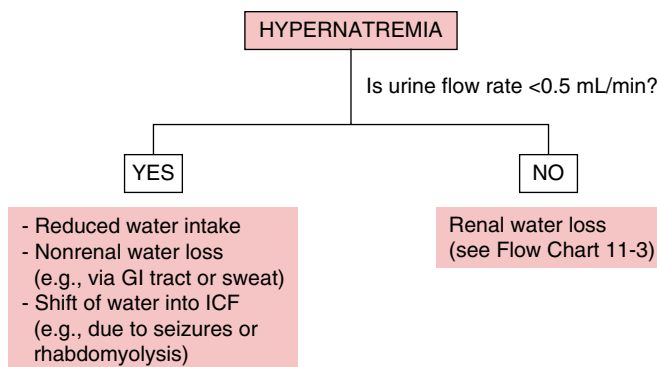 HYPERNATREMIA
Is urine flow rate <0.5 mL/min?
YES
NO
- Reduced water intake
- Nonrenal water loss
(e.g., via GI tract or sweat)
- Shift of water into ICF
(e.g., due to seizures or
rhabdomyolysis)
Renal water loss
(see Flow Chart 11-3)